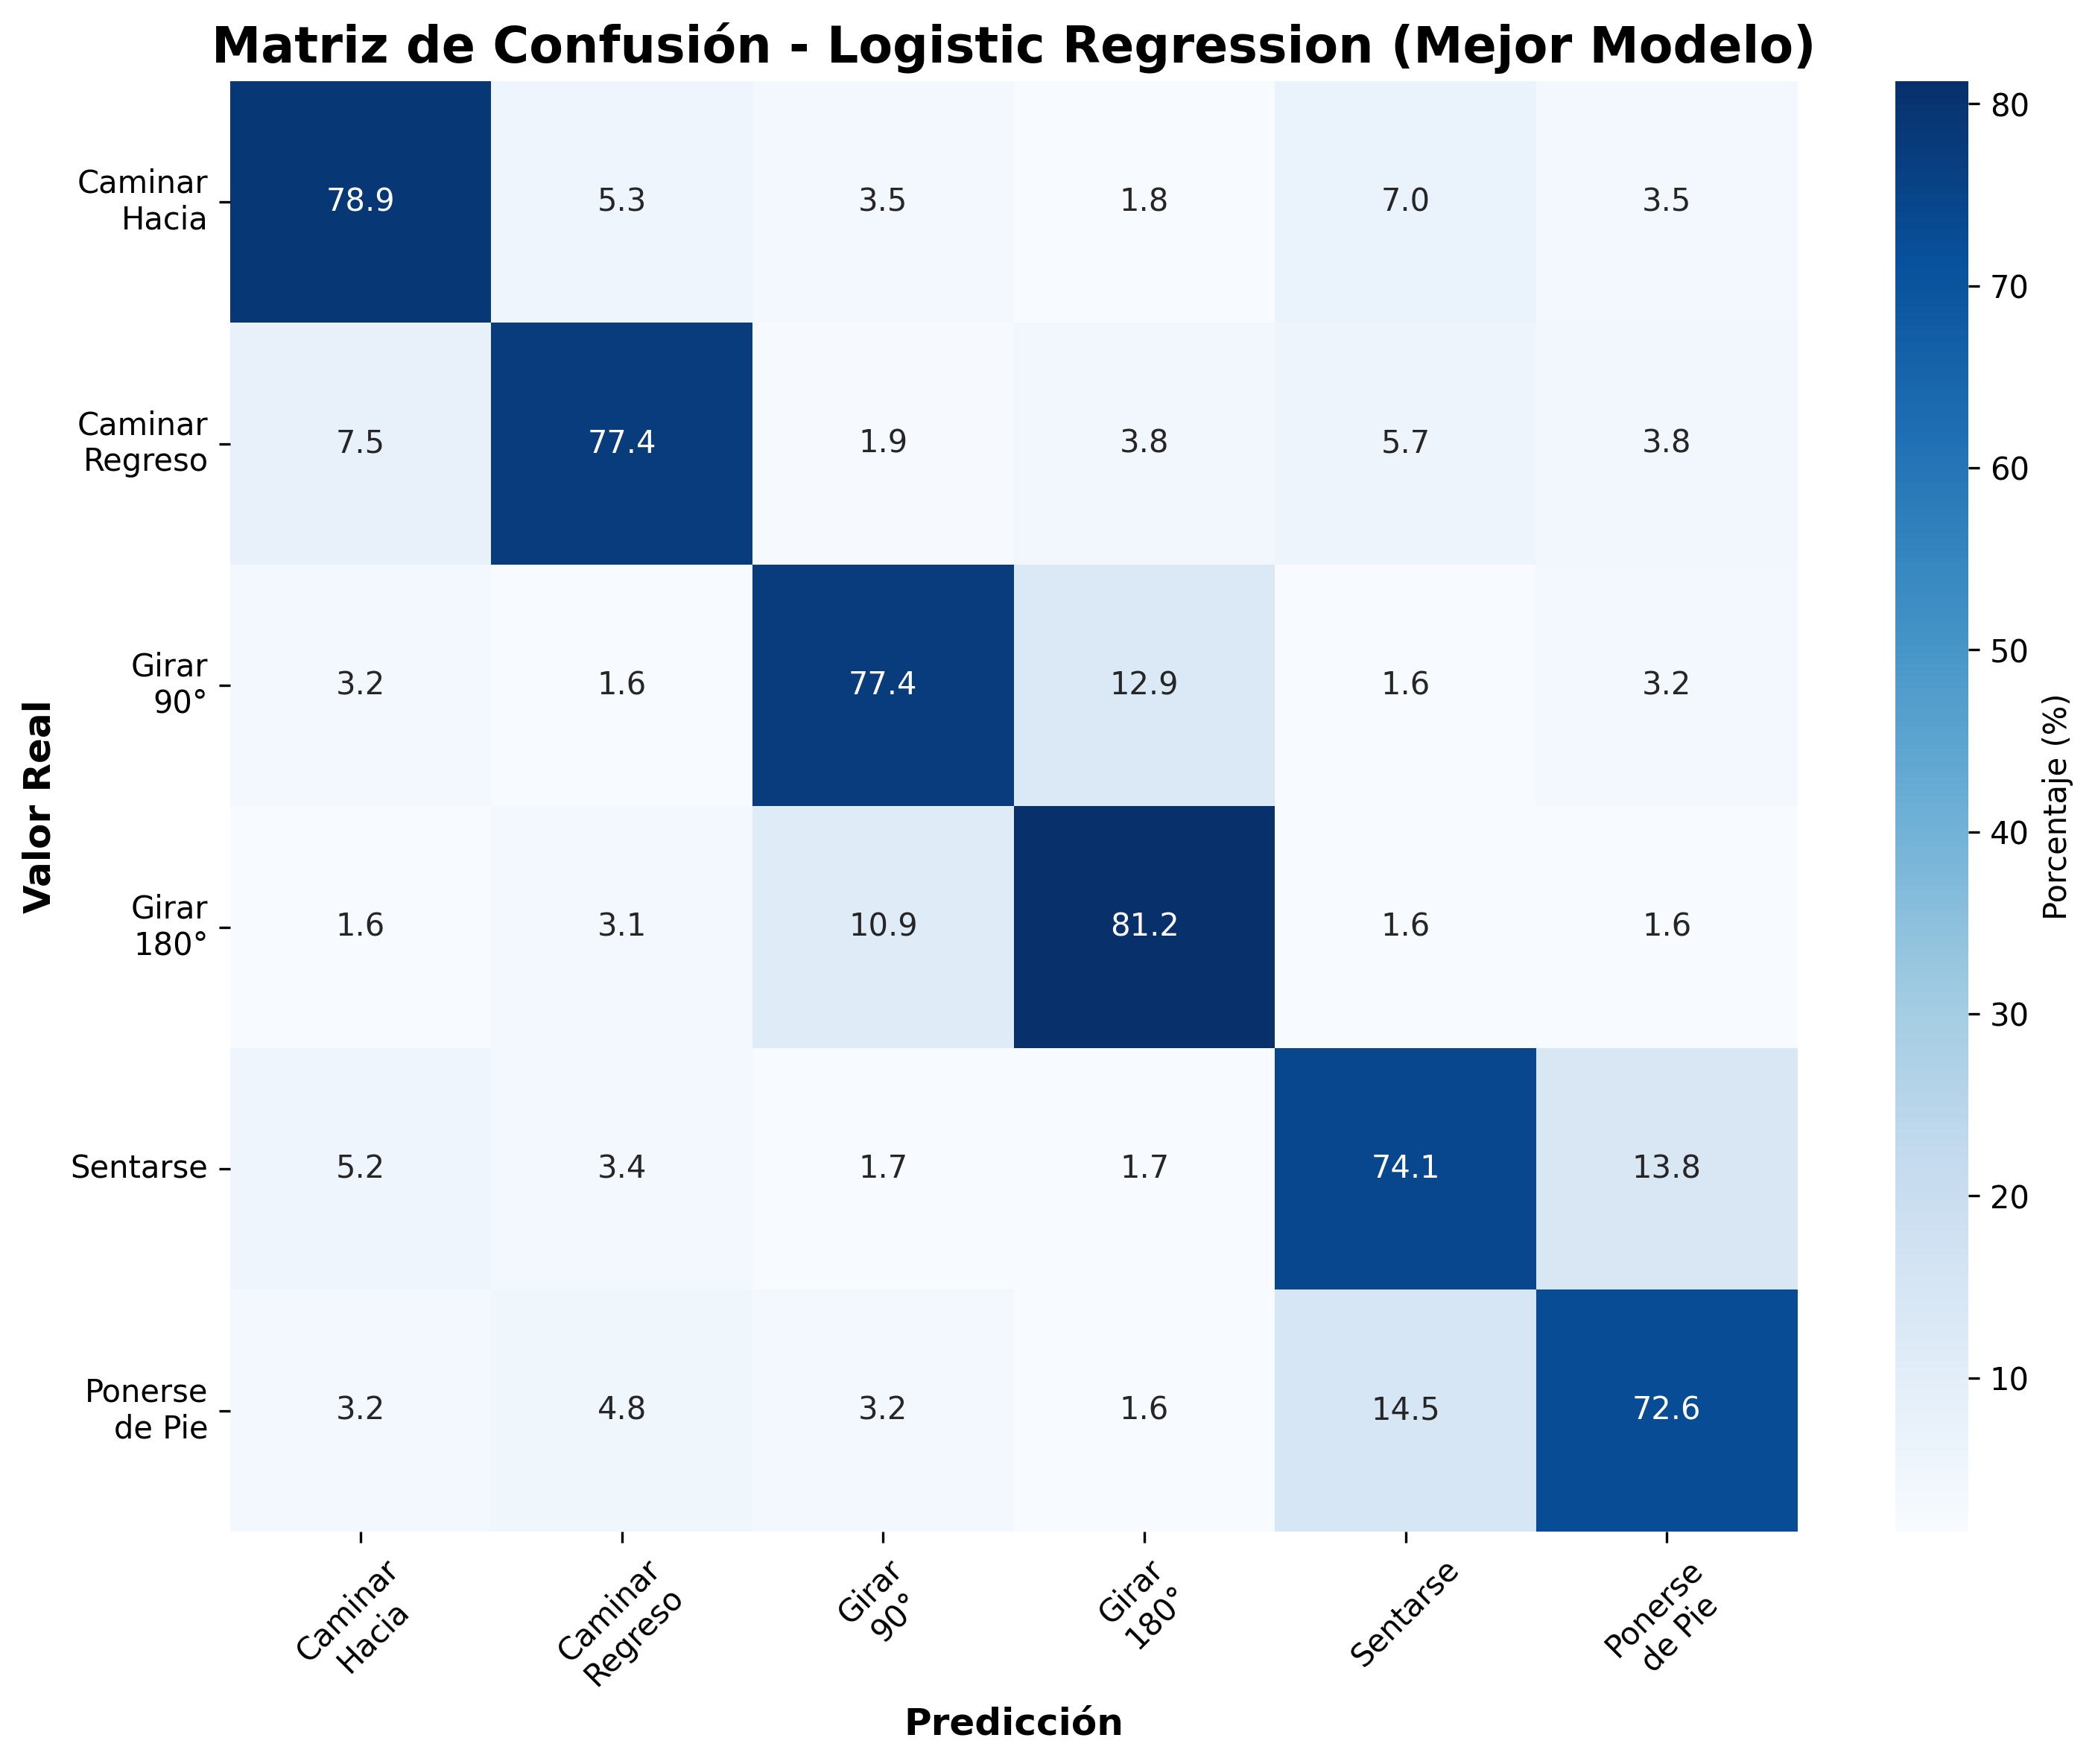 Matriz de Confusión - Logistic Regression (Mejor Modelo)
Valor Real
Caminar
Hacia
78.9 5.3 3.5 1.8 7.0 3.5
Caminar
Regreso
7.5 77.4 1.9 3.8 5.7 3.8
Girar
90°
3.2 1.6 77.4 12.9 1.6 3.2
Girar
180°
1.6 3.1 10.9 81.2 1.6 1.6
Sentarse
5.2 3.4 1.7 1.7 74.1 13.8
Ponerse
de Pie
3.2 4.8 3.2 1.6 14.5 72.6
Caminar
Hacia
Caminar
Regreso
Girar
90°
Girar
180°
Sentarse
Ponerse
de Pie
Predicción
80
70
60
50
40
30
20
10
Porcentaje (%)